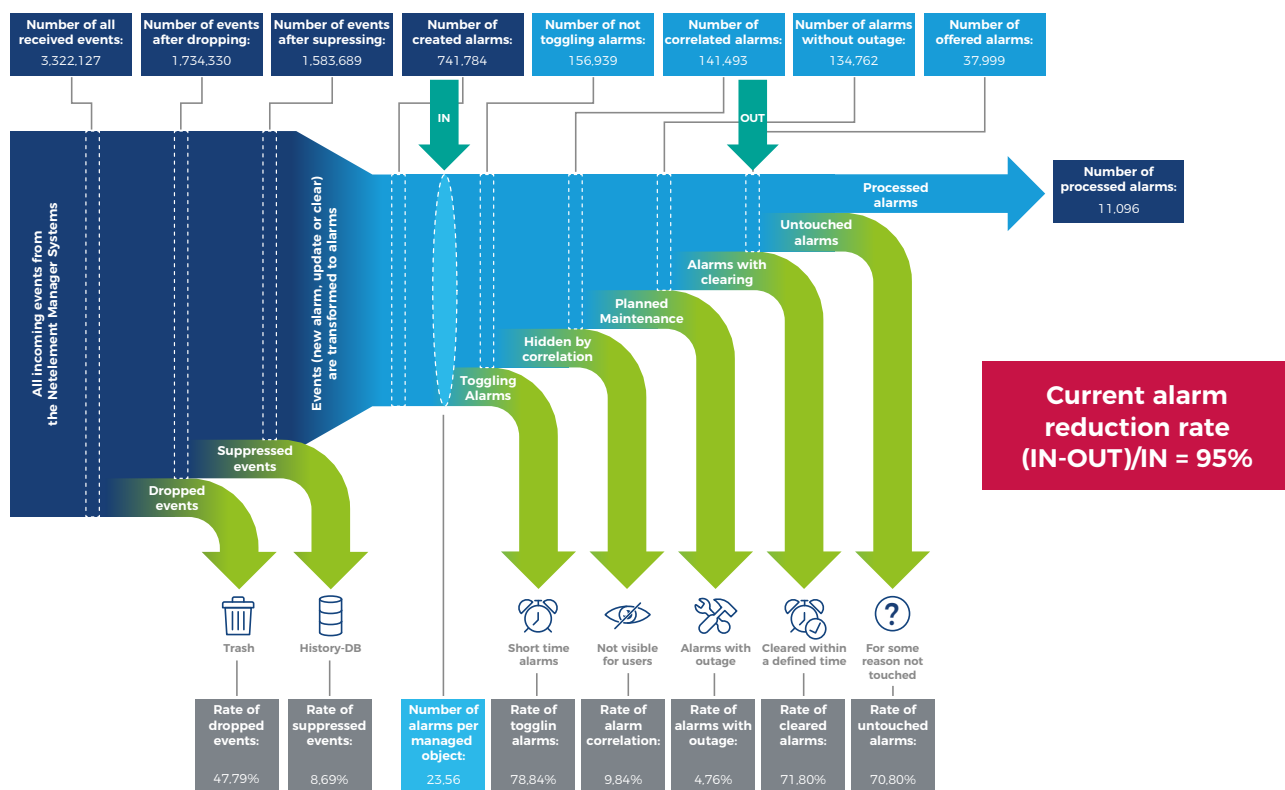 Number of all
received events:
3,322,127
Number of events
after dropping:
1,734,330
Number of events
after supressing:
1,583,689
Number of
created alarms:
741,784
Number of not
toggling alarms:
156,939
Number of
correlated alarms:
141,493
Number of alarms
without outage:
134,762
Number of
offered alarms:
37,999
IN
OUT
All incoming events from
the Netelement Manager Systems
Events (new alarm, update or clear)
are transformed to alarms
Processed
alarms
Number of
processed alarms:
11,096
Untouched
alarms
Alarms with
clearing
Planned
Maintenance
Hidden by
correlation
Toggling
Alarms
Suppressed
events
Dropped
events
Current alarm
reduction rate
(IN-OUT)/IN = 95%
Trash
History-DB
Short time
alarms
Not visible
for users
Alarms with
outage
Cleared within
a defined time
?
For some
reason not
touched
Rate of
dropped
events:
47,79%
Rate of
suppressed
events:
8,69%
Number of
alarms per
managed
object:
23,56
Rate of
togglin
alarms:
78,84%
Rate of
alarm
correlation:
9,84%
Rate of
alarms with
outage:
4,76%
Rate of
cleared
alarms:
71,80%
Rate of
untouched
alarms:
70,80%